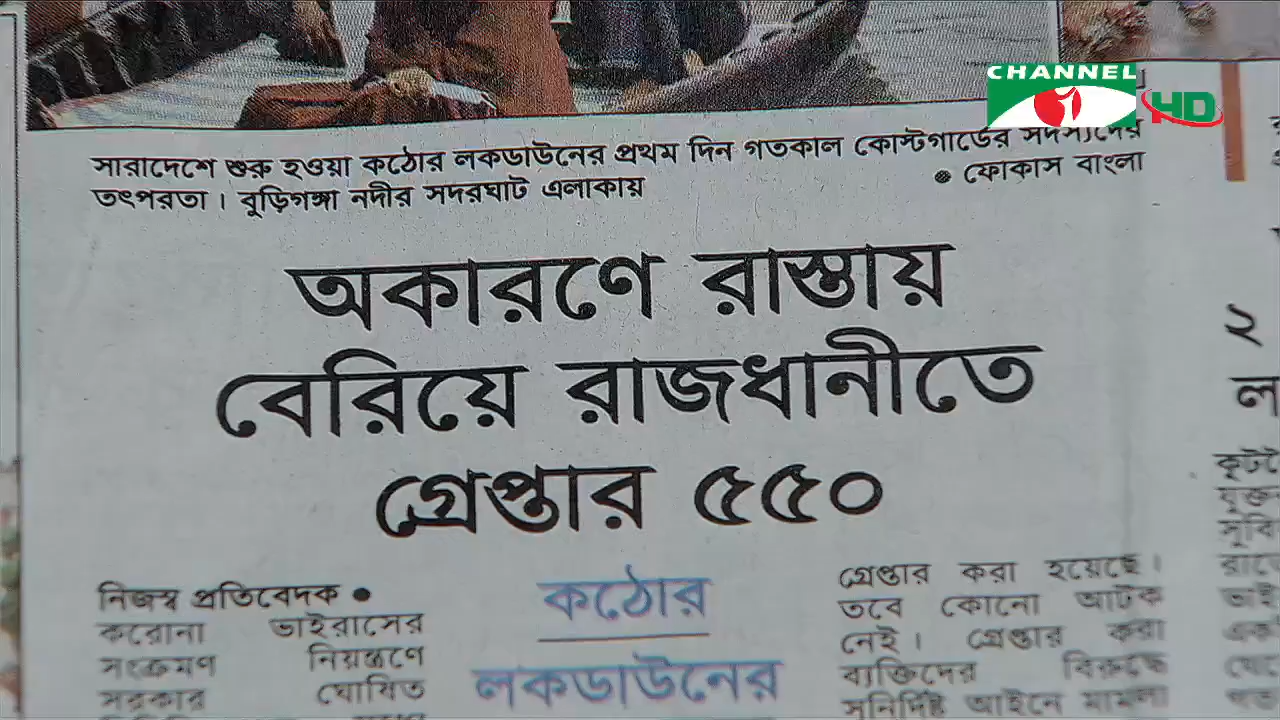 CHANNEL i HD
সারাদেশে শুরু হওয়া কঠোর লকডাউনের প্রথম দিন গতকাল কোস্টগার্ডের সদস্যদের
তৎপরতা। বুড়িগঙ্গা নদীর সদরঘাট এলাকায়
● ফোকাস বাংলা
অকারণে রাস্তায়
বেরিয়ে রাজধানীতে
গ্রেপ্তার ৫৫০
নিজস্ব প্রতিবেদক ●
করোনা ভাইরাসের
সংক্রমণ নিয়ন্ত্রণে
সরকার ঘোষিত
কঠোর
লকডাউনের
গ্রেপ্তার করা হয়েছে।
তবে কোনো আটক
নেই। গ্রেপ্তার করা
ব্যক্তিদের বিরুদ্ধে
সুনির্দিষ্ট আইনে মামলা
২
ল